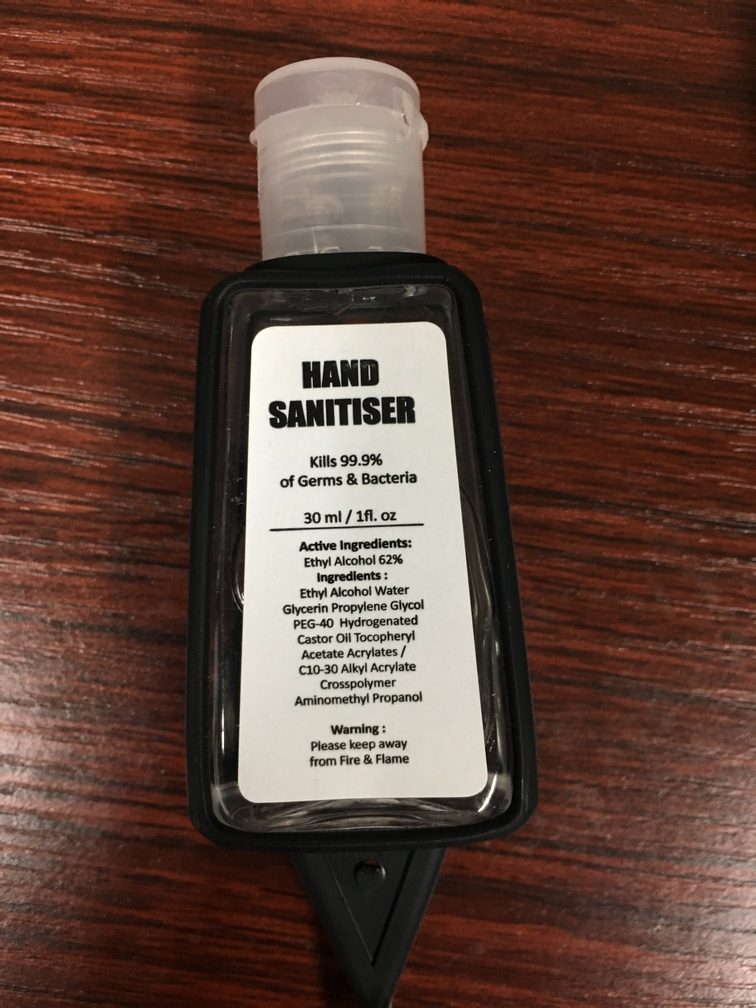 HAND
SANITISER
Kills 99.9%
of Germs & Bacteria
30 ml / 1fl. oz
Active Ingredients:
Ethyl Alcohol 62%
Ingredients :
Ethyl Alcohol Water
Glycerin Propylene Glycol
PEG-40 Hydrogenated
Castor Oil Tocopheryl
Acetate Acrylates /
C10-30 Alkyl Acrylate
Crosspolymer
Aminomethyl Propanol
Warning :
Please keep away
from Fire & Flame